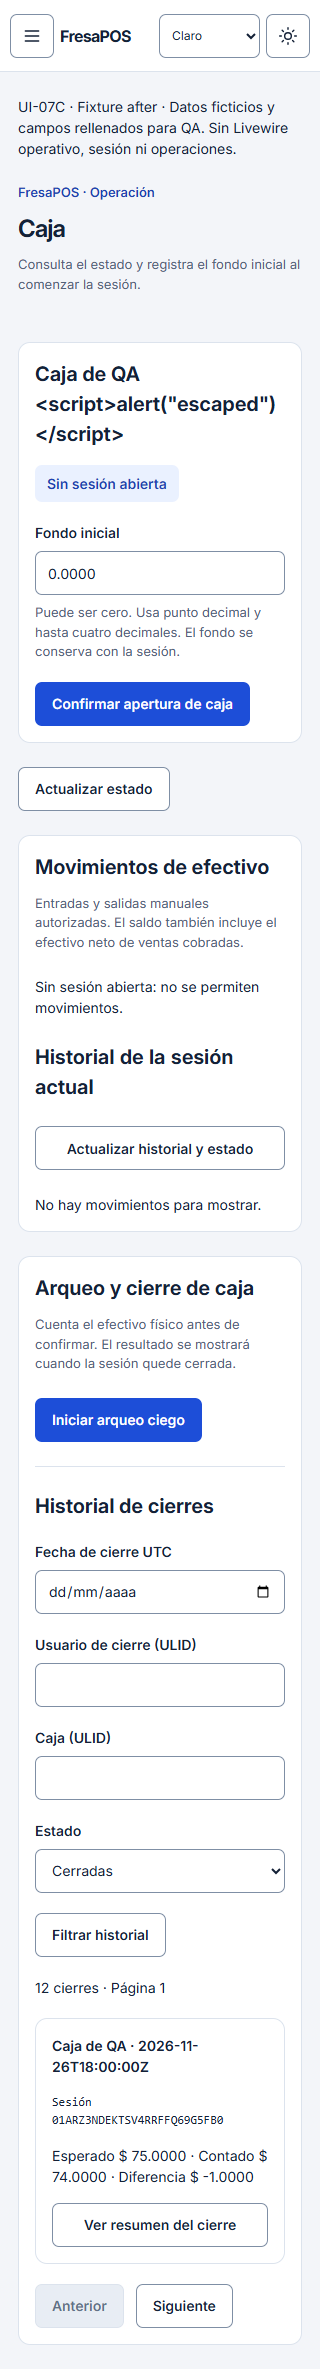 FresaPOS
Claro
UI-07C · Fixture after · Datos ficticios y
campos rellenados para QA. Sin Livewire
operativo, sesión ni operaciones.
FresaPOS · Operación
Caja
Consulta el estado y registra el fondo inicial al
comenzar la sesión.
Caja de QA
<script>alert("escaped")
</script>
Sin sesión abierta
Fondo inicial
0.0000
Puede ser cero. Usa punto decimal y
hasta cuatro decimales. El fondo se
conserva con la sesión.
Confirmar apertura de caja
Actualizar estado
Movimientos de efectivo
Entradas y salidas manuales
autorizadas. El saldo también incluye el
efectivo neto de ventas cobradas.
Sin sesión abierta: no se permiten
movimientos.
Historial de la sesión
actual
Actualizar historial y estado
No hay movimientos para mostrar.
Arqueo y cierre de caja
Cuenta el efectivo físico antes de
confirmar. El resultado se mostrará
cuando la sesión quede cerrada.
Iniciar arqueo ciego
Historial de cierres
Fecha de cierre UTC
dd/mm/aaaa
Usuario de cierre (ULID)
Caja (ULID)
Estado
Cerradas
Filtrar historial
12 cierres · Página 1
Caja de QA · 2026-11-
26T18:00:00Z
Sesión
01ARZ3NDEKTSV4RRFFQ69G5FB0
Esperado $ 75.0000 · Contado $
74.0000 · Diferencia $ -1.0000
Ver resumen del cierre
Anterior
Siguiente